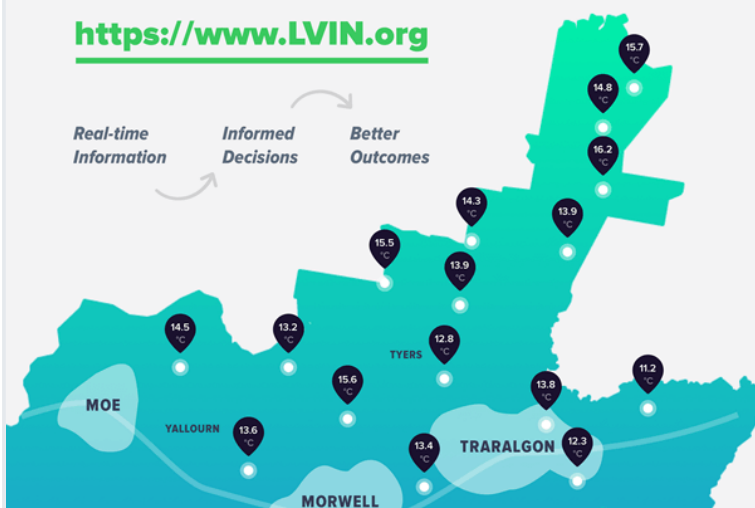 https://www.LVIN.org
Real-time
Information
Informed
Decisions
Better
Outcomes
15.7
°C
14.8
°C
16.2
°C
14.3
°C
13.9
°C
15.5
°C
13.9
°C
14.5
°C
13.2
°C
12.8
°C
TYERS
15.6
°C
13.8
°C
11.2
°C
MOE
YALLOURN
13.6
°C
13.4
°C
TRARALGON
12.3
°C
MORWELL